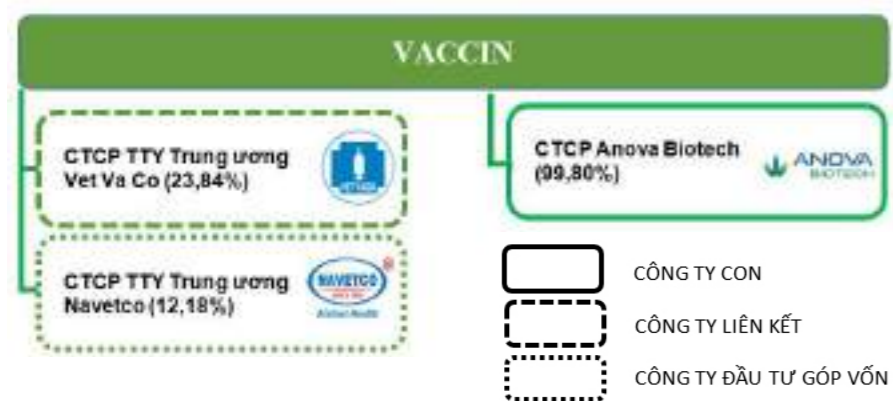 VACCIN
CTCP TTY Trung ương
Vet Va Co (23,84%)
CTCP Anova Biotech
(99,80%)
ANOVA
BIOTECH
CTCP TTY Trung ương
Navetco (12,18%)
NAVETCO
CÔNG TY CON
CÔNG TY LIÊN KẾT
CÔNG TY ĐẦU TƯ GÓP VỐN